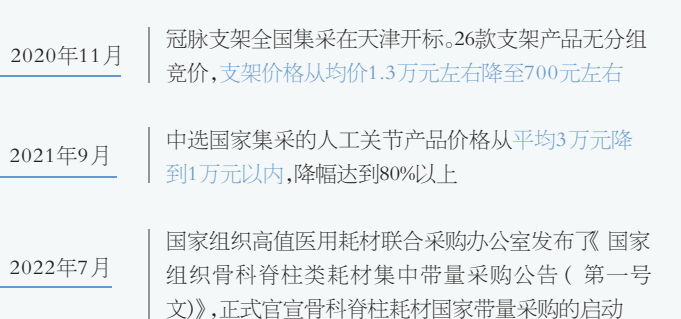 2020年11月
冠脉支架全国集采在天津开标。26款支架产品无分组
竞价,支架价格从均价1.3万元左右降至700元左右
2021年9月
中选国家集采的人工关节产品价格从平均3万元降
到1万元以内,降幅达到80%以上
2022年7月
国家组织高值医用耗材联合采购办公室发布了《国家
组织骨科脊柱类耗材集中带量采购公告(第一号
文)》,正式官宣骨科脊柱耗材国家带量采购的启动